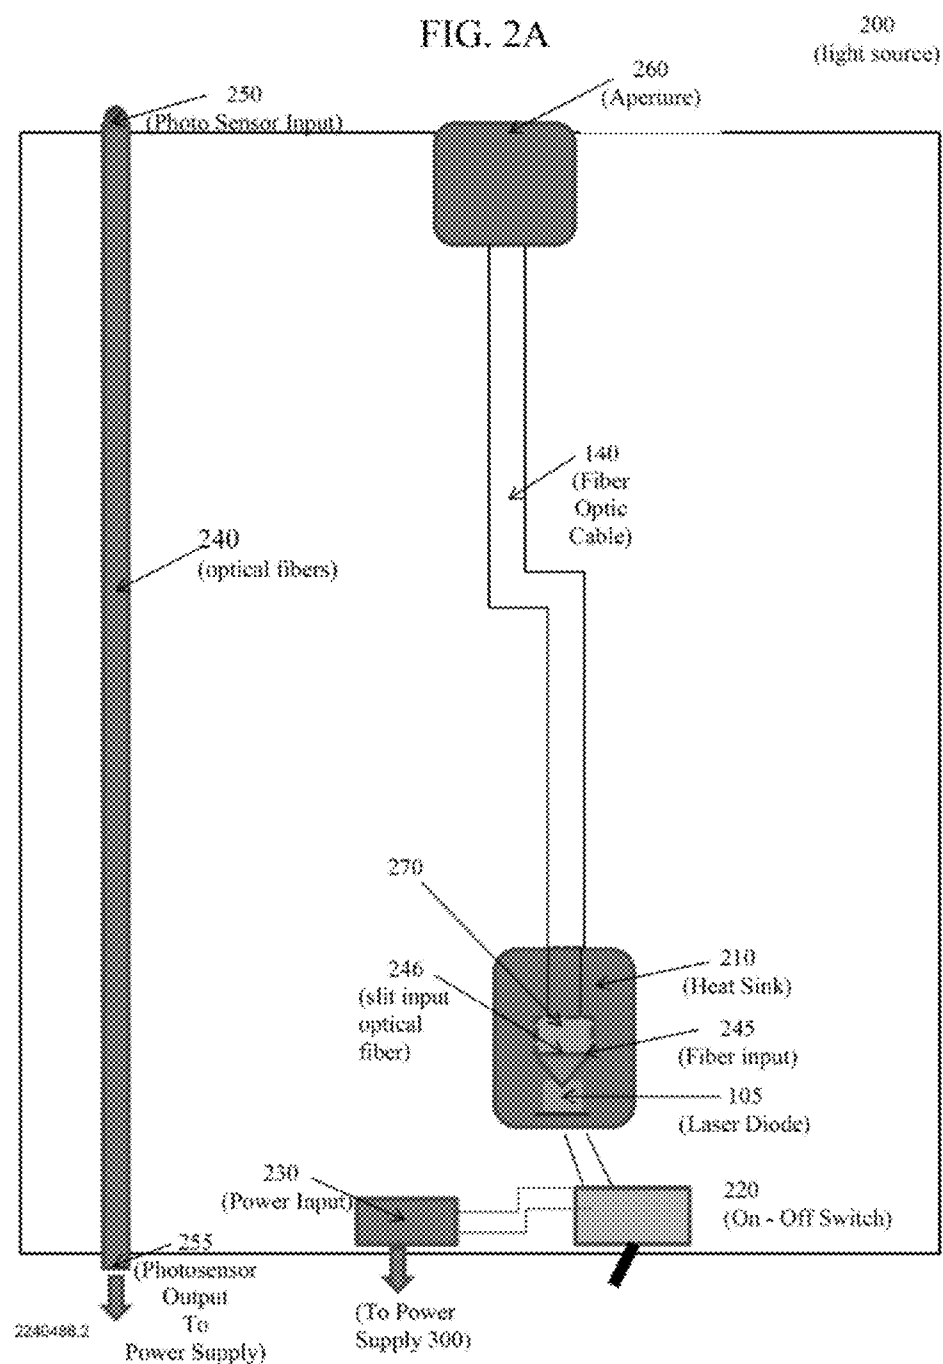 FIG. 2A
200
(light source)
260
(Aperture)
250
(Photo Sensor Input)
140
(Fiber
Optic
Cable)
240
(optical fibers)
270
246
(slit input
optical
fiber)
210
(Heat Sink)
245
(Fiber input)
105
(Laser Diode)
230
(Power Input)
220
(On - Off Switch)
255
(Photosensor
Output
To
Power Supply)
(To Power
Supply 300)
2240498.2